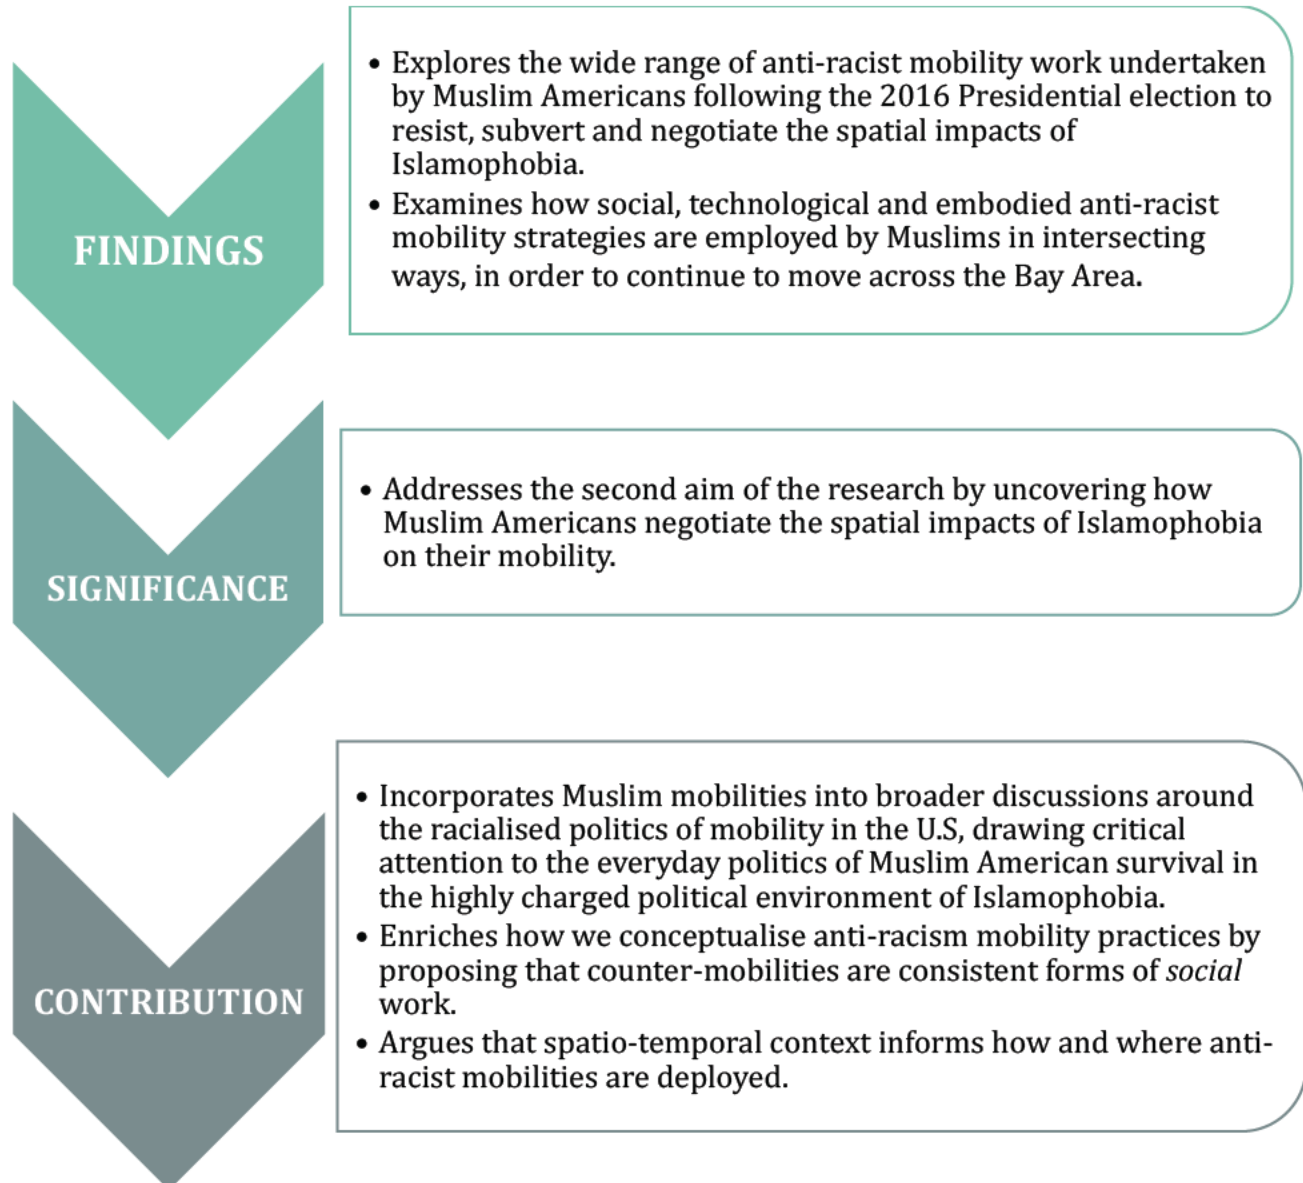 FINDINGS
• Explores the wide range of anti-racist mobility work undertaken
by Muslim Americans following the 2016 Presidential election to
resist, subvert and negotiate the spatial impacts of
Islamophobia.
• Examines how social, technological and embodied anti-racist
mobility strategies are employed by Muslims in intersecting
ways, in order to continue to move across the Bay Area.
SIGNIFICANCE
• Addresses the second aim of the research by uncovering how
Muslim Americans negotiate the spatial impacts of Islamophobia
on their mobility.
CONTRIBUTION
• Incorporates Muslim mobilities into broader discussions around
the racialised politics of mobility in the U.S, drawing critical
attention to the everyday politics of Muslim American survival in
the highly charged political environment of Islamophobia.
• Enriches how we conceptualise anti-racism mobility practices by
proposing that counter-mobilities are consistent forms of social
work.
• Argues that spatio-temporal context informs how and where anti-
racist mobilities are deployed.